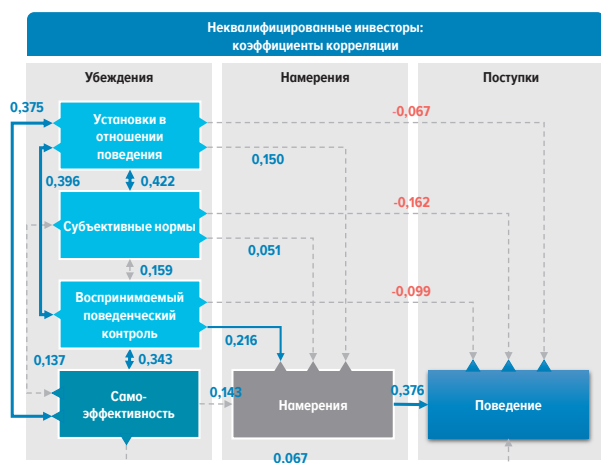 Неквалифицированные инвесторы:
коэффициенты корреляции
Убеждения
Намерения
Поступки
0,375
Установки в
отношении
поведения
-0,067
0,150
0,396
0,422
Субъективные нормы
-0,162
0,051
0,159
Воспринимаемый
поведенческий
контроль
-0,099
0,216
0,137
0,343
Само-
эффективность
0,143
Намерения
0,376
Поведение
0,067